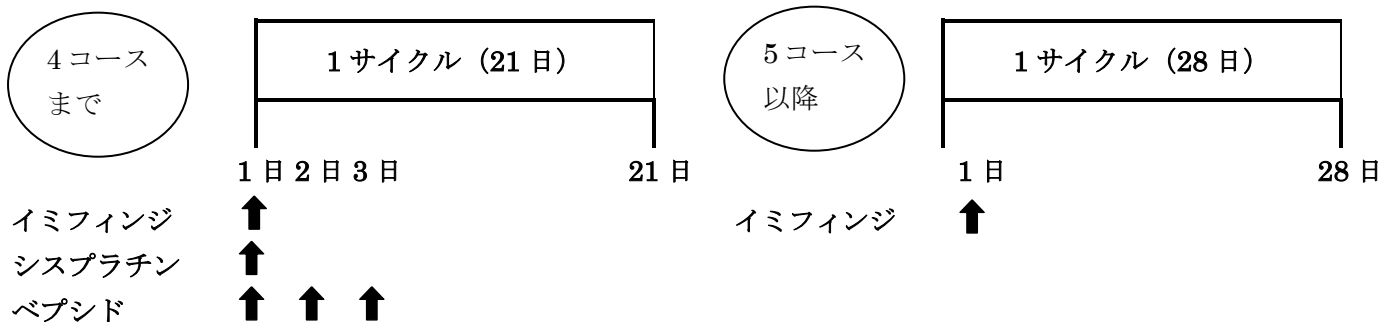 4コース
まで
1サイクル（21日）
1日 2日 3日 21日
イミフィンジ
シスプラチン
ベプシド
5コース
以降
1サイクル（28日）
1日 28日
イミフィンジ